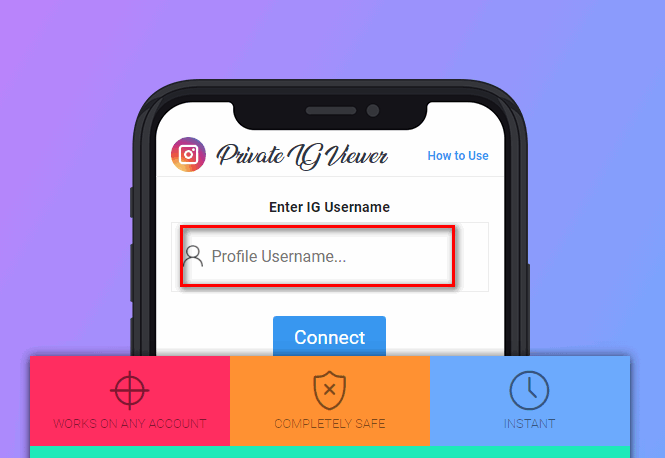 Private IG Viewer
How to Use
Enter IG Username
Profile Username...
Connect
WORKS ON ANY ACCOUNT
COMPLETELY SAFE
INSTANT